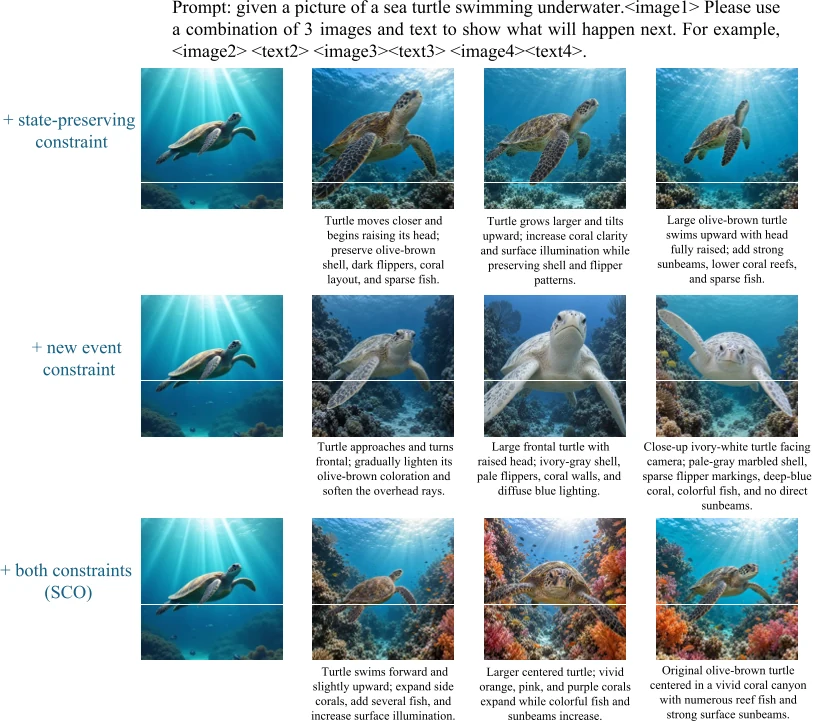 Prompt: given a picture of a sea turtle swimming underwater.<image1> Please use
a combination of 3 images and text to show what will happen next. For example,
<image2> <text2> <image3><text3> <image4><text4>.
+ state-preserving
constraint
Turtle moves closer and
begins raising its head;
preserve olive-brown
shell, dark flippers, coral
layout, and sparse fish.
Turtle grows larger and tilts
upward; increase coral clarity
and surface illumination while
preserving shell and flipper
patterns.
Large olive-brown turtle
swims upward with head
fully raised; add strong
sunbeams, lower coral reefs,
and sparse fish.
+ new event
constraint
Turtle approaches and turns
frontal; gradually lighten its
olive-brown coloration and
soften the overhead rays.
Large frontal turtle with
raised head; ivory-gray shell,
pale flippers, coral walls, and
diffuse blue lighting.
Close-up ivory-white turtle facing
camera; pale-gray marbled shell,
sparse flipper markings, deep-blue
coral, colorful fish, and no direct
sunbeams.
+ both constraints
(SCO)
Turtle swims forward and
slightly upward; expand side
corals, add several fish, and
increase surface illumination.
Larger centered turtle; vivid
orange, pink, and purple corals
expand while colorful fish and
sunbeams increase.
Original olive-brown turtle
centered in a vivid coral canyon
with numerous reef fish and
strong surface sunbeams.